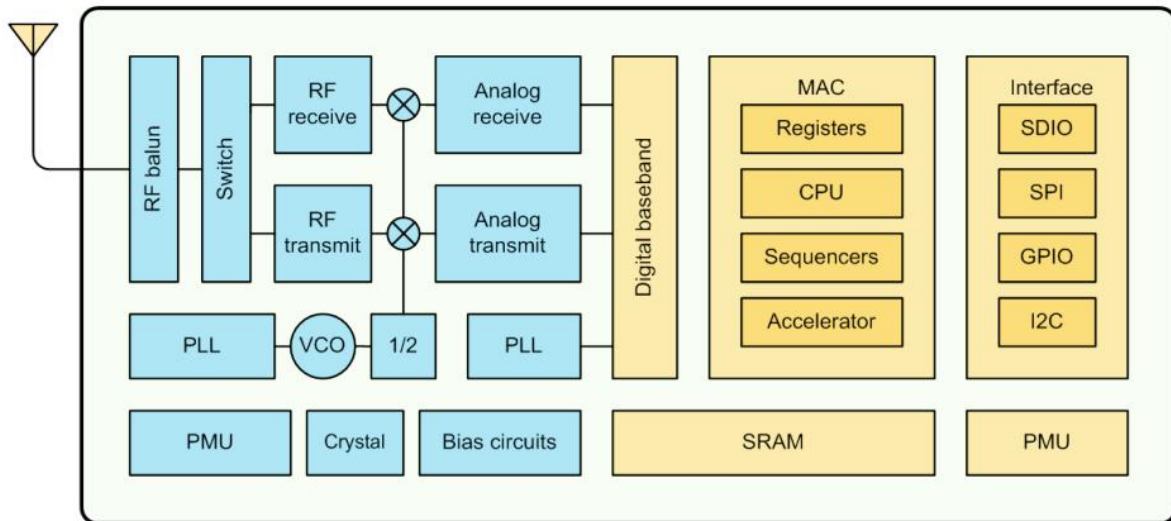 RF balun
Switch
RF
receive
Analog
receive
RF
transmit
Analog
transmit
PLL
VCO
1/2
PLL
Digital baseband
MAC
Registers
CPU
Sequencers
Accelerator
Interface
SDIO
SPI
GPIO
I2C
PMU
Crystal
Bias circuits
SRAM
PMU